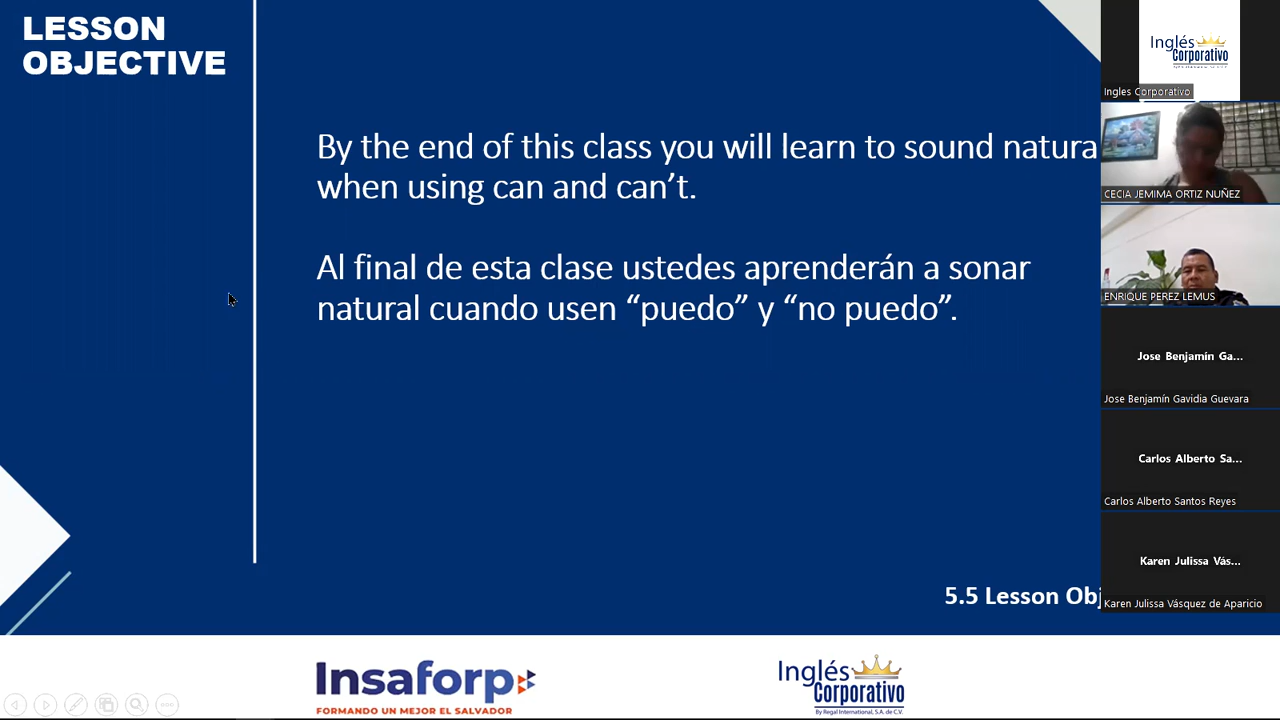 LESSON
OBJECTIVE
By the end of this class you will learn to sound natura
when using can and can’t.
Al final de esta clase ustedes aprenderán a sonar
natural cuando usen “puedo” y “no puedo”.
5.5 Lesson Obj
Insaforp
FORMANDO UN MEJOR EL SALVADOR
Inglés
Corporativo
By Regal International, S.A. de C.V.
Inglés
Corporativo
Ingles Corporativo
CECIA JEMIMA ORTIZ NUÑEZ
ENRIQUE PEREZ LEMUS
Jose Benjamín Ga...
Jose Benjamín Gavidia Guevara
Carlos Alberto Sa...
Carlos Alberto Santos Reyes
Karen Julissa Vás...
Karen Julissa Vásquez de Aparicio